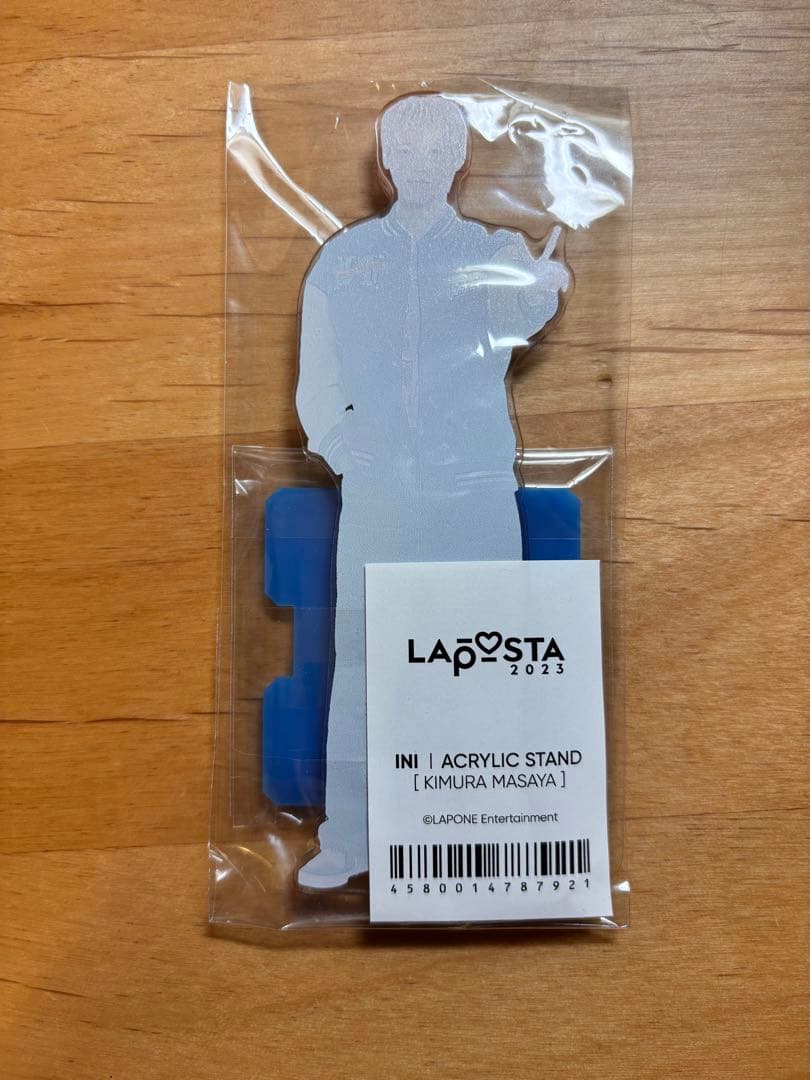 LAPOSTA
2023
INI | ACRYLIC STAND
[ KIMURA MASAYA ]
©LAPONE Entertainment
4580014787921